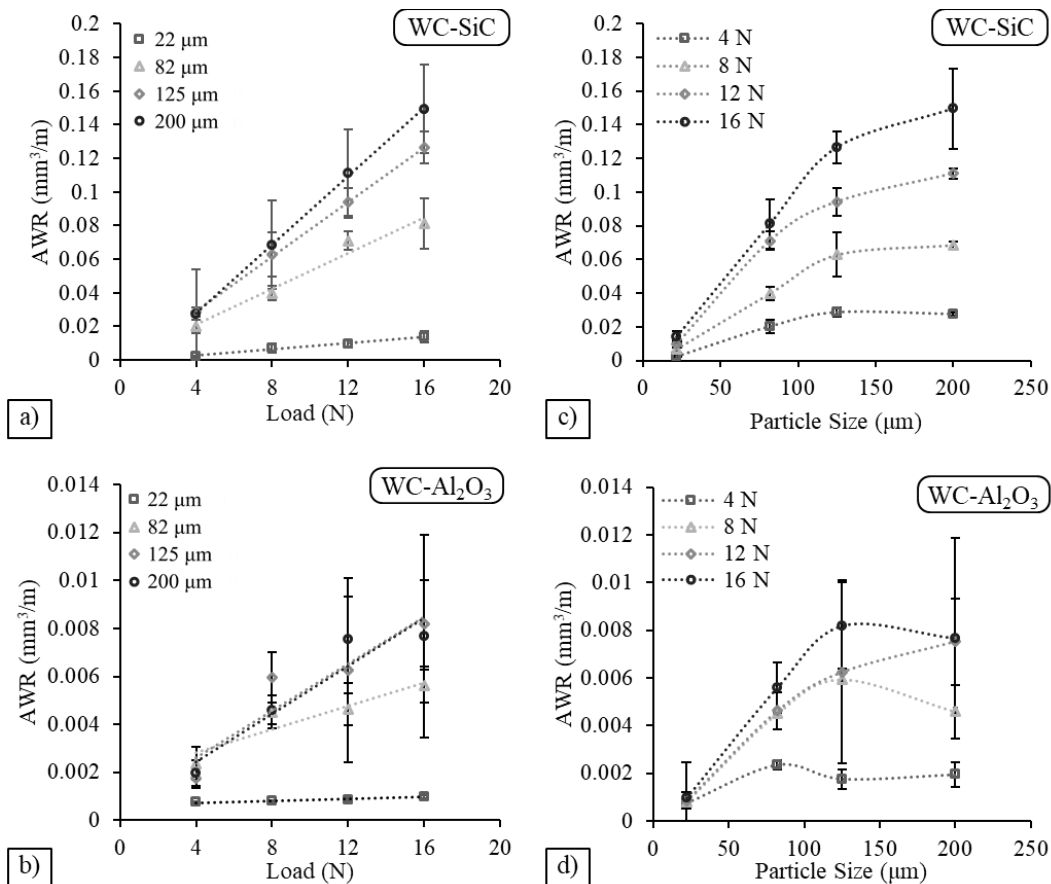 WC-SiC
22 μm
82 μm
125 μm
200 μm
0.2
0.18
0.16
0.14
0.12
0.1
0.08
0.06
0.04
0.02
0
AWR (mm³/m)
0 4 8 12 16 20
Load (N)
a)
WC-SiC
4 N
8 N
12 N
16 N
0.2
0.18
0.16
0.14
0.12
0.1
0.08
0.06
0.04
0.02
0
AWR (mm³/m)
0 50 100 150 200 250
Particle Size (μm)
c)
WC-Al₂O₃
22 μm
82 μm
125 μm
200 μm
0.014
0.012
0.01
0.008
0.006
0.004
0.002
0
AWR (mm³/m)
0 4 8 12 16 20
Load (N)
b)
WC-Al₂O₃
4 N
8 N
12 N
16 N
0.014
0.012
0.01
0.008
0.006
0.004
0.002
0
AWR (mm³/m)
0 50 100 150 200 250
Particle Size (μm)
d)